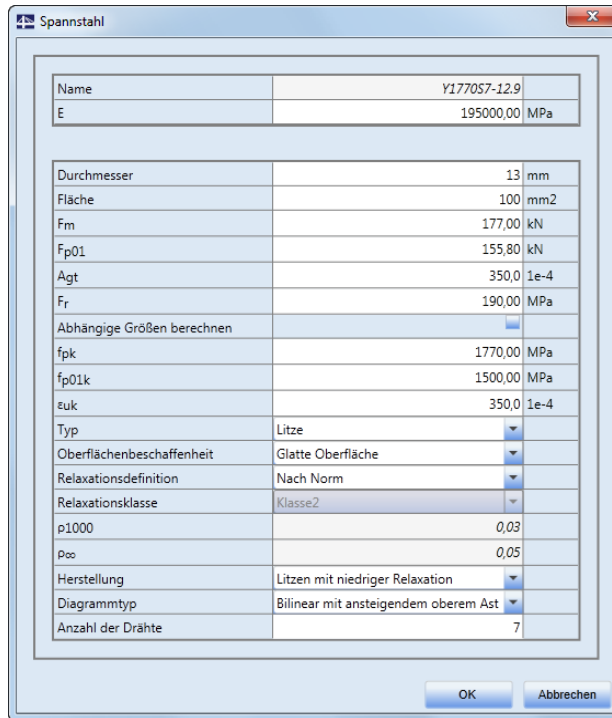 Spannstahl
Name Y1770S7-12.9
E 195000,00 MPa
Durchmesser 13 mm
Fläche 100 mm2
Fm 177,00 kN
Fp01 155,80 kN
Agt 350,0 1e-4
Fr 190,00 MPa
Abhängige Größen berechnen
fpk 1770,00 MPa
fp01k 1500,00 MPa
εuk 350,0 1e-4
Typ Litze
Oberflächenbeschaffenheit Glatte Oberfläche
Relaxationsdefinition Nach Norm
Relaxationsklasse Klasse2
ρ1000 0,03
ρ∞ 0,05
Herstellung Litzen mit niedriger Relaxation
Diagrammtyp Bilinear mit ansteigendem oberem Ast
Anzahl der Drähte 7
OK Abbrechen